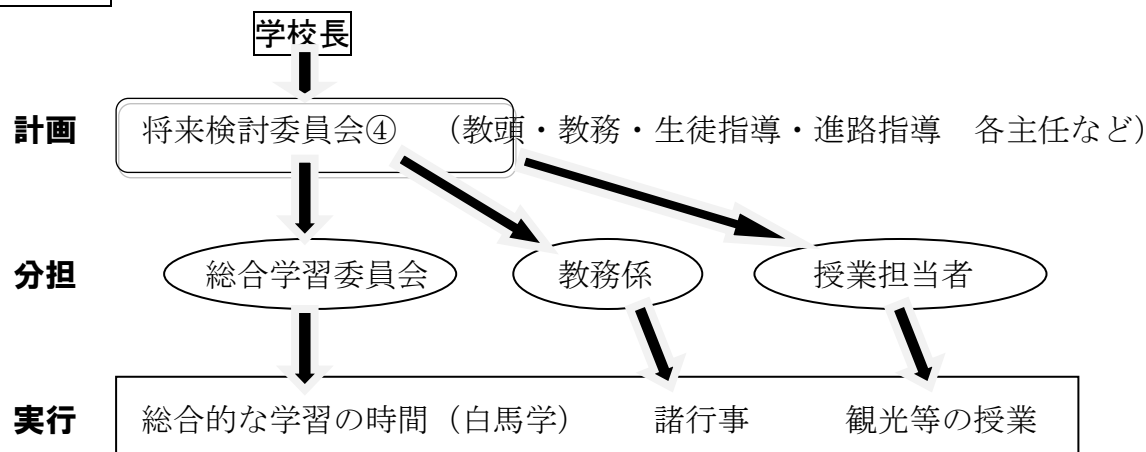 学校長
計画 将来検討委員会④ （教頭・教務・生徒指導・進路指導 各主任など）
分担 総合学習委員会 教務係 授業担当者
実行 総合的な学習の時間（白馬学） 諸行事 観光等の授業